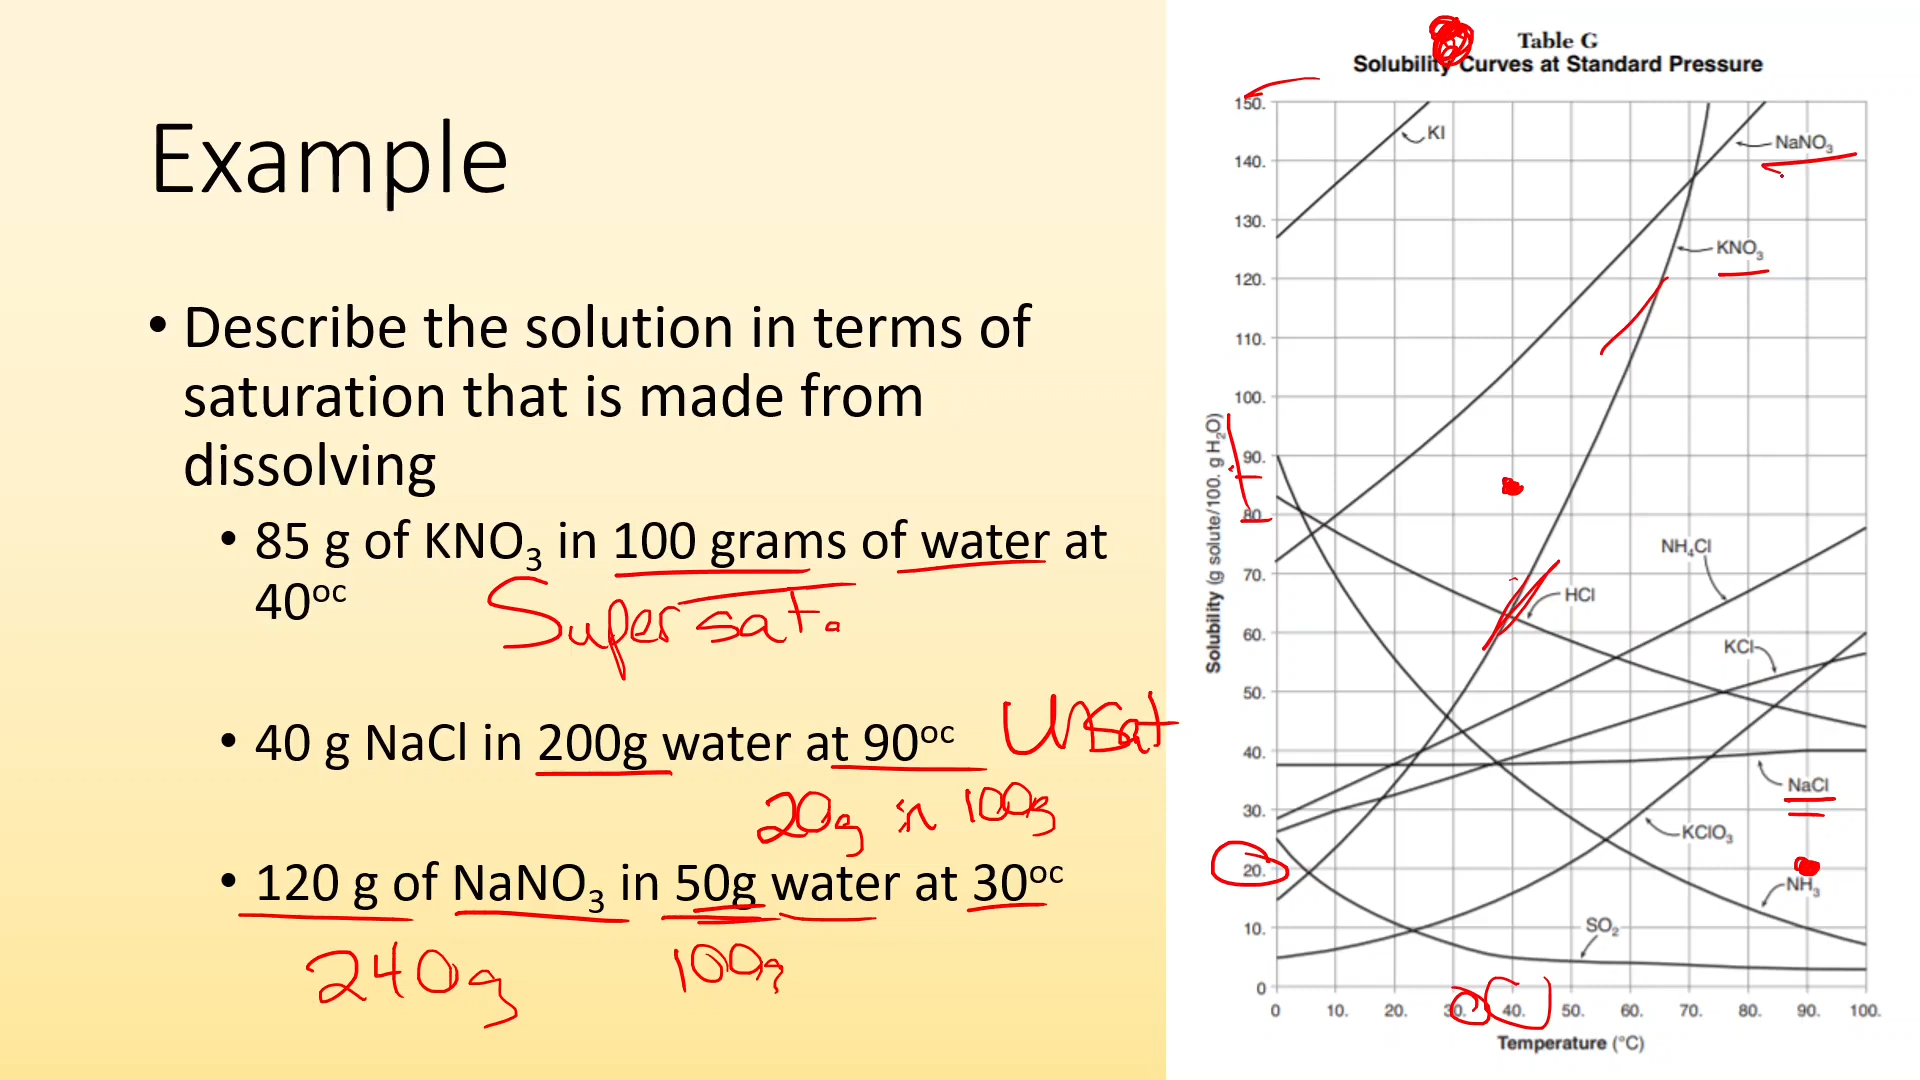 Example
• Describe the solution in terms of
saturation that is made from
dissolving
• 85 g of KNO₃ in 100 grams of water at
40ᵒᶜ
Super sat.
• 40 g NaCl in 200g water at 90ᵒᶜ
Unsat
20g in 100g
• 120 g of NaNO₃ in 50g water at 30ᵒᶜ
240g 100g
Table G
Solubility Curves at Standard Pressure
Solubility (g solute/100. g H₂O)
150.
140.
130.
120.
110.
100.
90.
80.
70.
60.
50.
40.
30.
20.
10.
0
KI
NaNO₃
KNO₃
NH₄Cl
HCl
KCl
NaCl
KClO₃
NH₃
SO₂
0 10. 20. 30. 40. 50. 60. 70. 80. 90. 100.
Temperature (°C)